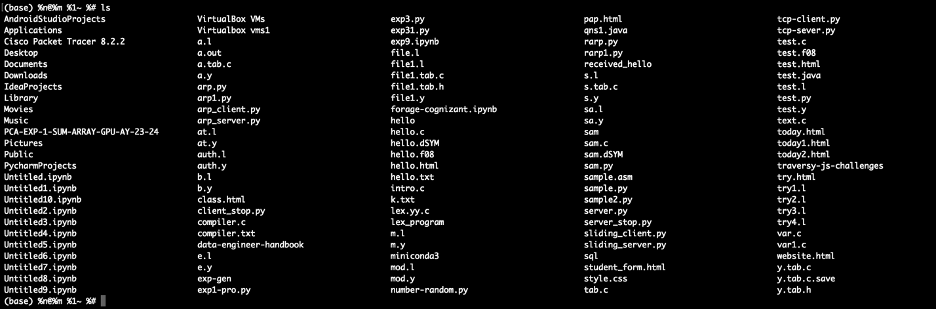 (base) %n@%m %1~ %# ls
AndroidStudioProjects VirtualBox VMs exp3.py pap.html tcp-client.py
Applications Virtualbox vms1 exp31.py qns1.java tcp-sever.py
Cisco Packet Tracer 8.2.2 a.l exp9.ipynb rarp.py test.c
Desktop a.out file.l rarp1.py test.f08
Documents a.tab.c file1.l received_hello test.html
Downloads a.y file1.tab.c s.l test.java
IdeaProjects arp.py file1.tab.h s.tab.c test.l
Library arp1.py file1.y s.y test.py
Movies arp_client.py forage-cognizant.ipynb sa.l test.y
Music arp_server.py hello sa.y text.c
PCA-EXP-1-SUM-ARRAY-GPU-AY-23-24 at.l hello.c sam today.html
Pictures at.y hello.dSYM sam.c today1.html
Public auth.l hello.f08 sam.dSYM today2.html
PycharmProjects auth.y hello.html sam.py traversy-js-challenges
Untitled.ipynb b.l hello.txt sample.asm try.html
Untitled1.ipynb b.y intro.c sample.py try1.l
Untitled10.ipynb class.html k.txt sample2.py try2.l
Untitled2.ipynb client_stop.py lex.yy.c server.py try3.l
Untitled3.ipynb compiler.c lex_program server_stop.py try4.l
Untitled4.ipynb compiler.txt m.l sliding_client.py var.c
Untitled5.ipynb data-engineer-handbook m.y sliding_server.py var1.c
Untitled6.ipynb e.l miniconda3 sql website.html
Untitled7.ipynb e.y mod.l student_form.html y.tab.c
Untitled8.ipynb exp-gen mod.y style.css y.tab.c.save
Untitled9.ipynb exp1-pro.py number-random.py tab.c y.tab.h
(base) %n@%m %1~ %#